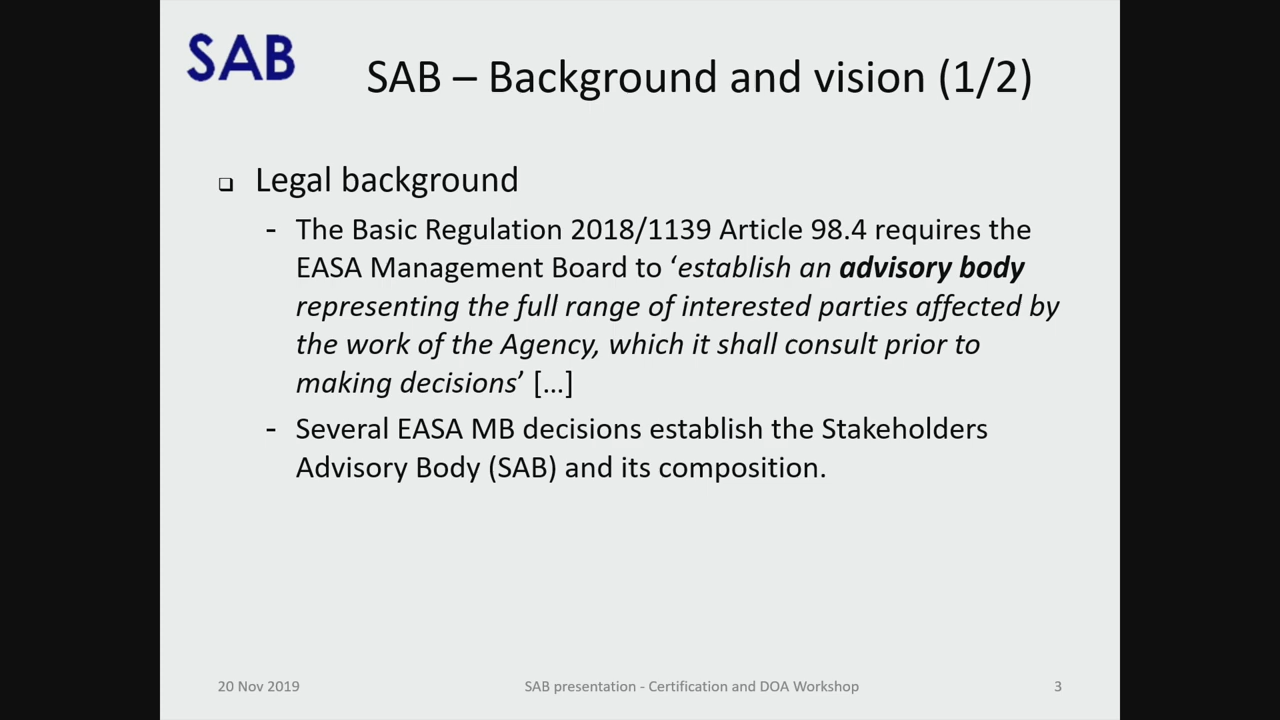 SAB
SAB – Background and vision (1/2)
❑ Legal background
- The Basic Regulation 2018/1139 Article 98.4 requires the
EASA Management Board to ‘establish an advisory body
representing the full range of interested parties affected by
the work of the Agency, which it shall consult prior to
making decisions’ […]
- Several EASA MB decisions establish the Stakeholders
Advisory Body (SAB) and its composition.
20 Nov 2019
SAB presentation - Certification and DOA Workshop
3